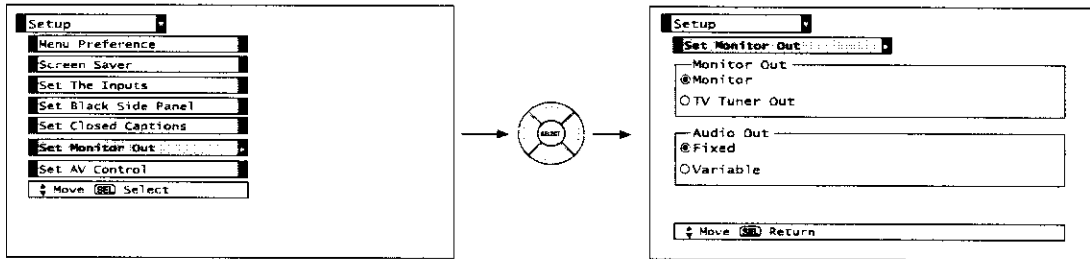 Setup
Menu Preference
Screen Saver
Set The Inputs
Set Black Side Panel
Set Closed Captions
Set Monitor Out
Set AV Control
Move SEL Select
SELECT
Setup
Set Monitor Out
Monitor Out
Monitor
TV Tuner Out
Audio Out
Fixed
Variable
Move SEL Return